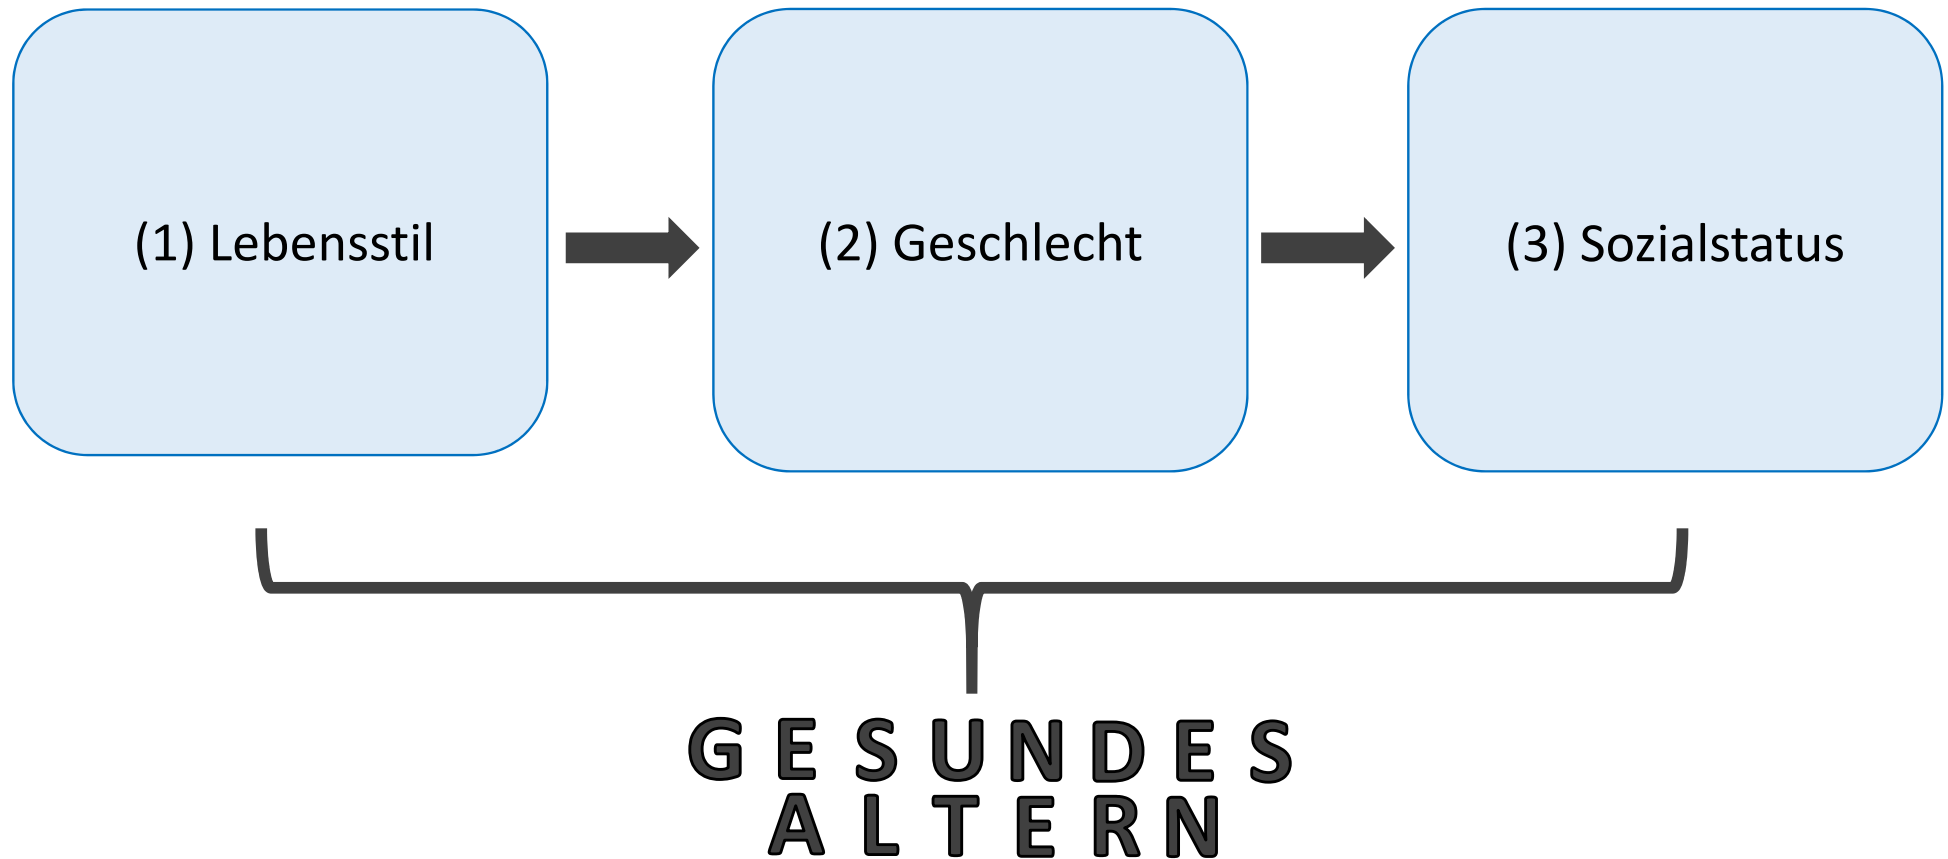 (1) Lebensstil
(2) Geschlecht
(3) Sozialstatus
GESUNDES
ALTERN